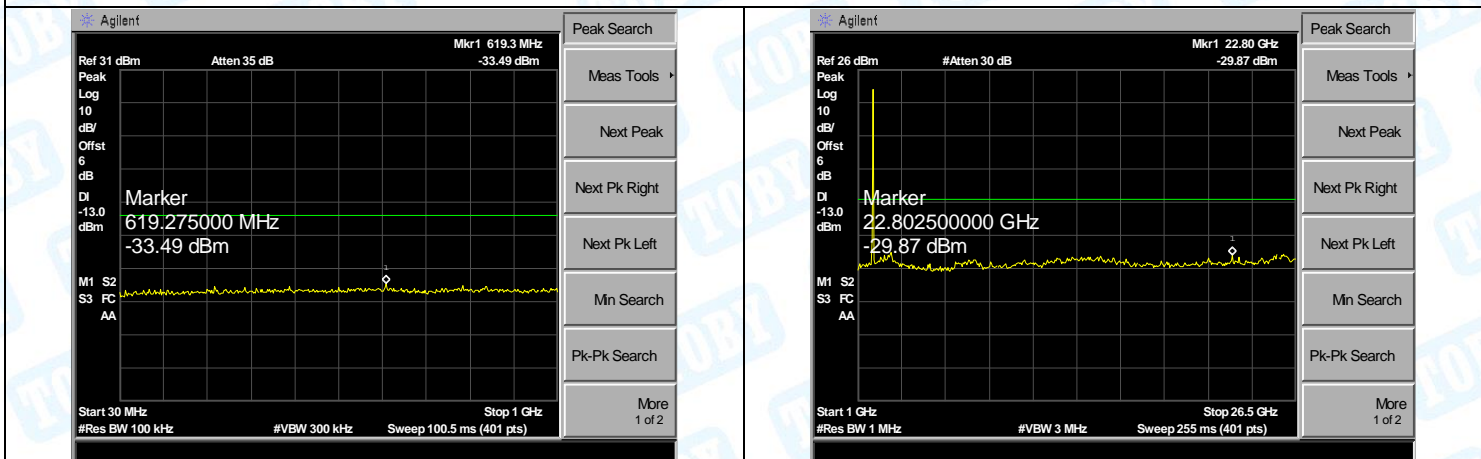 Agilent
Peak Search
Mkr1 619.3 MHz
Ref 31 dBm Atten 35 dB -33.49 dBm
Peak
Log
10
dB/
Offst
6
dB
DI
-13.0
dBm
Marker
619.275000 MHz
-33.49 dBm
1
M1 S2
S3 FC
AA
Start 30 MHz Stop 1 GHz
#Res BW 100 kHz #VBW 300 kHz Sweep 100.5 ms (401 pts)
Meas Tools
Next Peak
Next Pk Right
Next Pk Left
Min Search
Pk-Pk Search
More
1 of 2
Agilent
Peak Search
Mkr1 22.80 GHz
Ref 26 dBm #Atten 30 dB -29.87 dBm
Peak
Log
10
dB/
Offst
6
dB
DI
-13.0
dBm
Marker
22.802500000 GHz
-29.87 dBm
1
M1 S2
S3 FC
AA
Start 1 GHz Stop 26.5 GHz
#Res BW 1 MHz #VBW 3 MHz Sweep 255 ms (401 pts)
Meas Tools
Next Peak
Next Pk Right
Next Pk Left
Min Search
Pk-Pk Search
More
1 of 2
TOBY